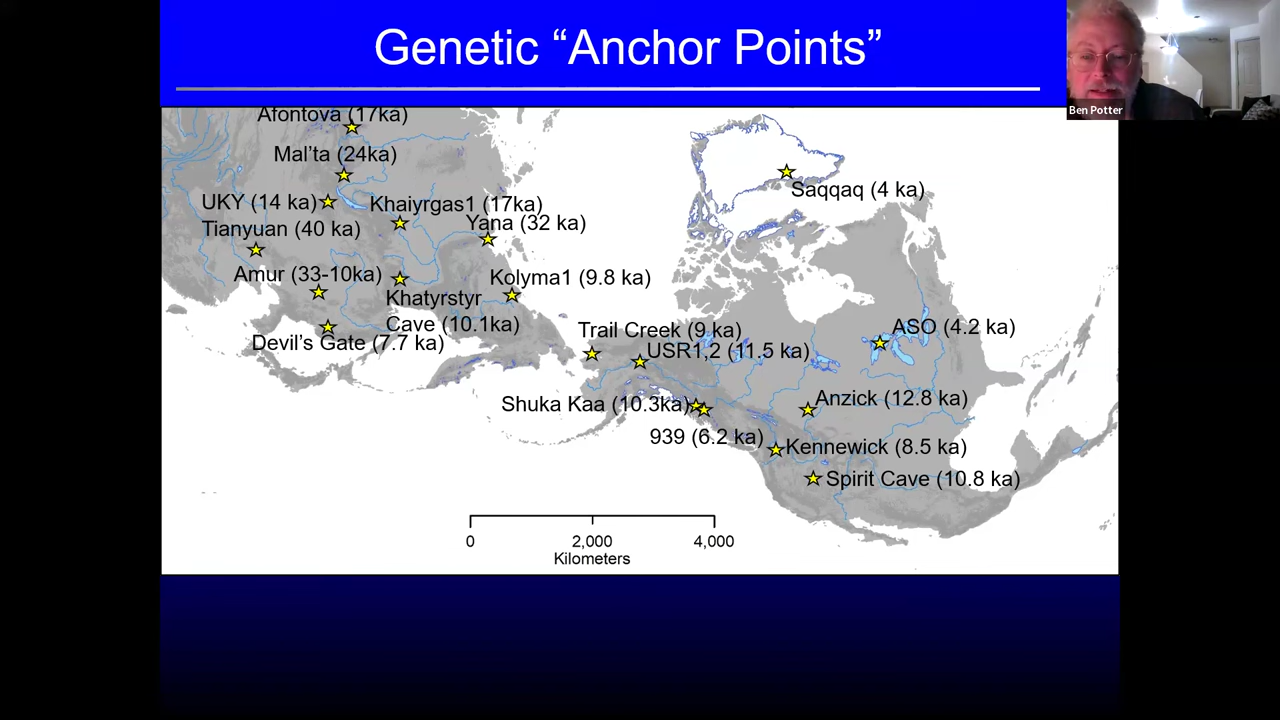 Genetic “Anchor Points”
Ben Potter
Afontova (17ka)
Mal’ta (24ka)
UKY (14 ka)
Khaiyrgas1 (17ka)
Tianyuan (40 ka)
Yana (32 ka)
Amur (33-10ka)
Kolyma1 (9.8 ka)
Khatyrstyr
Cave (10.1ka)
Devil’s Gate (7.7 ka)
Saqqaq (4 ka)
Trail Creek (9 ka)
USR1,2 (11.5 ka)
ASO (4.2 ka)
Shuka Kaa (10.3ka)
Anzick (12.8 ka)
939 (6.2 ka)
Kennewick (8.5 ka)
Spirit Cave (10.8 ka)
0 2,000 4,000
Kilometers